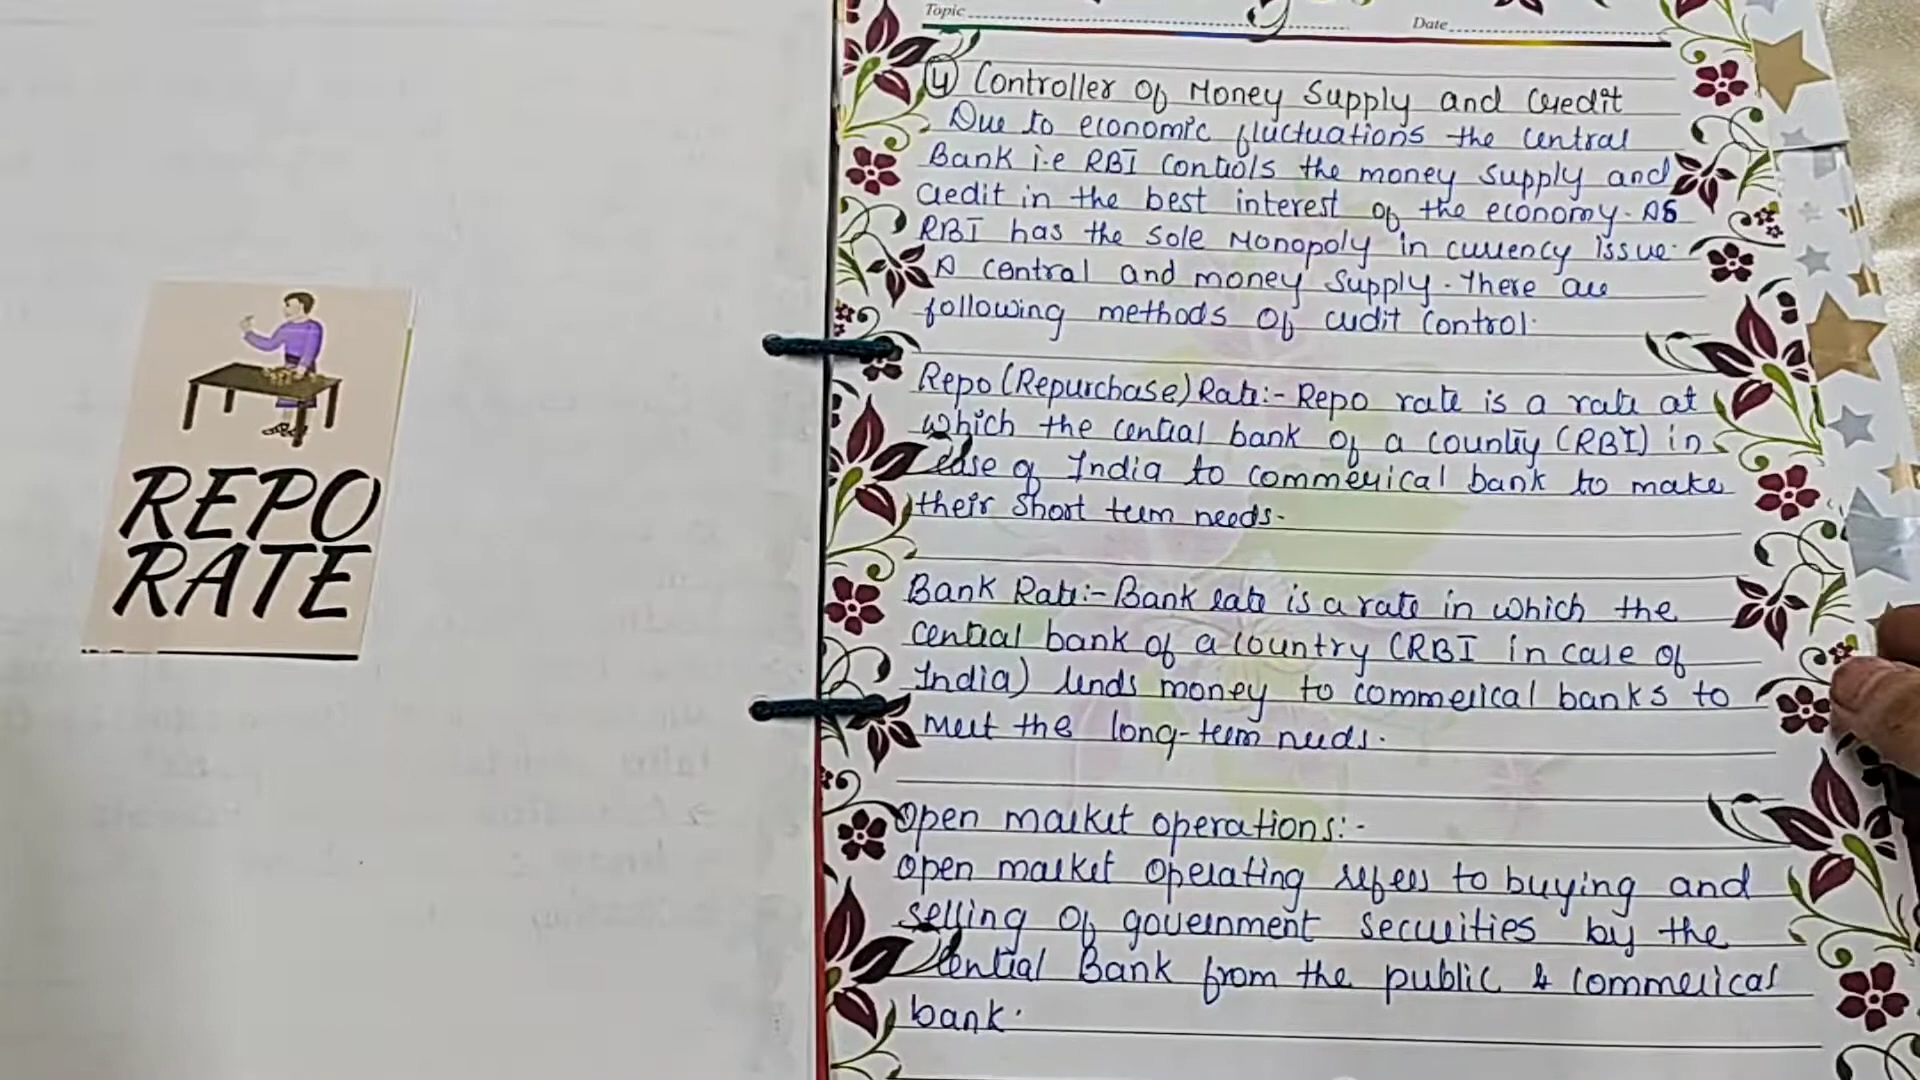 REPO
RATE
Topic
Date
④ Controller Of Money Supply and Credit
Due to economic fluctuations the Central
Bank i.e RBI Controls the money supply and
Credit in the best interest of the economy. AS
RBI has the Sole Monopoly in currency issue.
A central and money supply. There are
following methods of cudit Control.
Repo (Repurchase) Rate:- Repo rate is a rate at
which the central bank of a country (RBI) in
Case of India to commerical bank to make
their Short term needs.
Bank Rate:- Bank rate is a rate in which the
Central bank of a country (RBI in case of
India) lends money to commerical banks to
meet the long-term needs.
Open market operations:-
Open market Operating refers to buying and
selling Of government securities by the
Central Bank from the public & Commerical
bank.